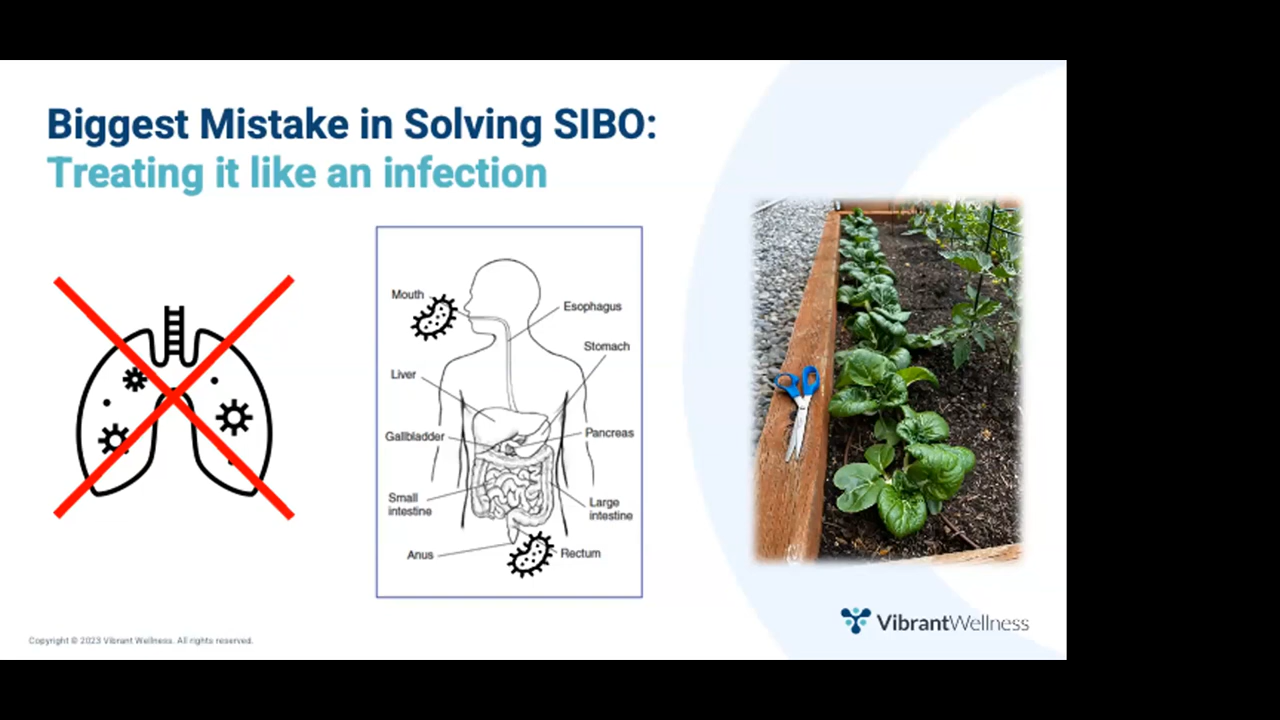 Biggest Mistake in Solving SIBO:
Treating it like an infection
Mouth
Esophagus
Stomach
Liver
Gallbladder
Pancreas
Small
intestine
Large
intestine
Anus
Rectum
VibrantWellness
Copyright © 2023 Vibrant Wellness. All rights reserved.